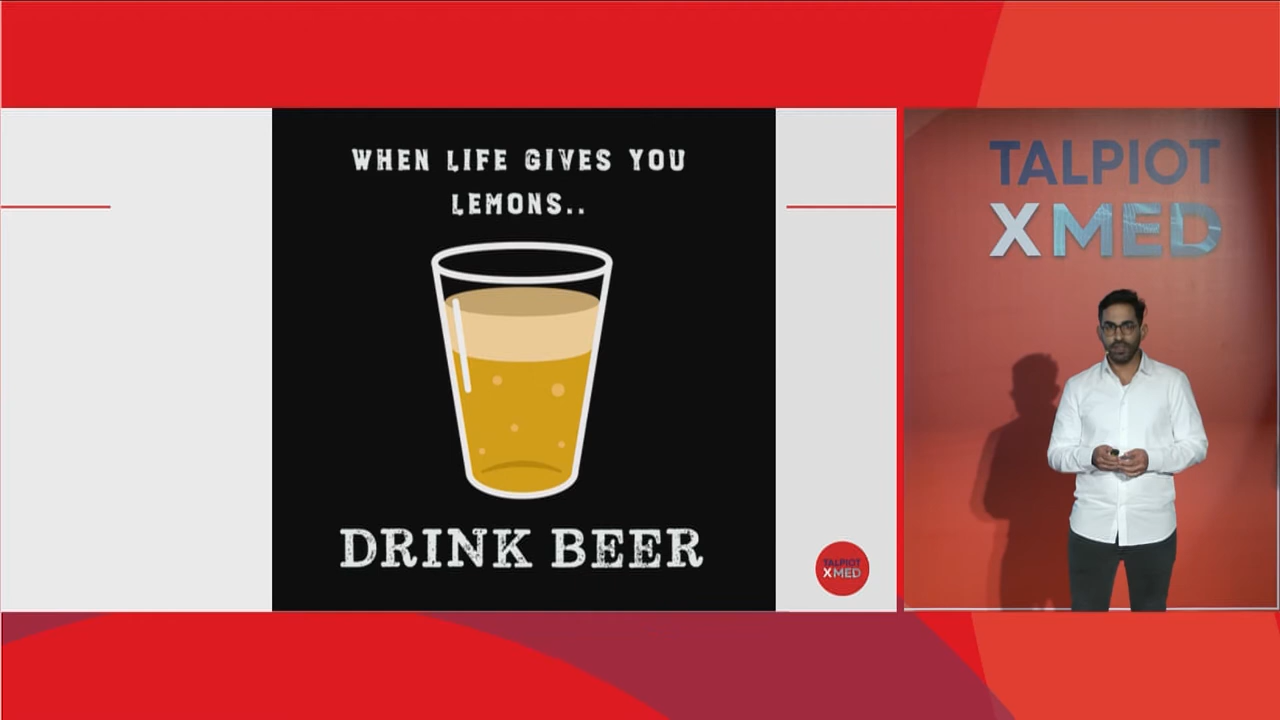 WHEN LIFE GIVES YOU
LEMONS..
DRINK BEER
TALPIOT
XMED
TALPIOT
XMED